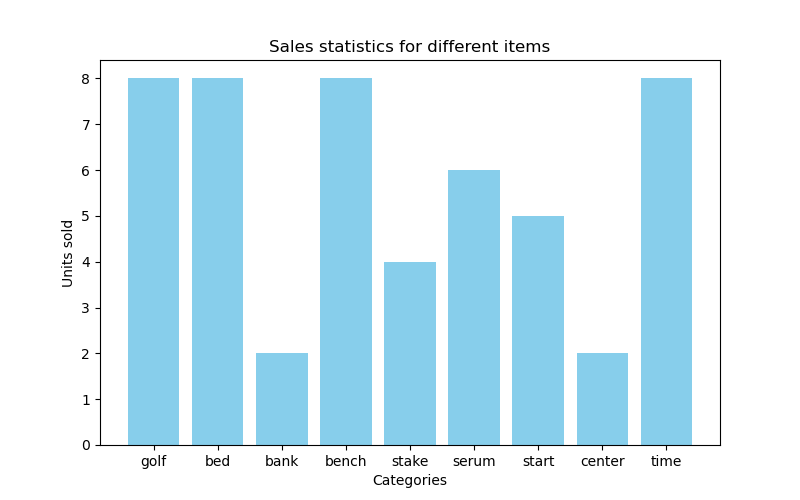 Sales statistics for different items
Units sold
8
7
6
5
4
3
2
1
0
golf bed bank bench stake serum start center time
Categories